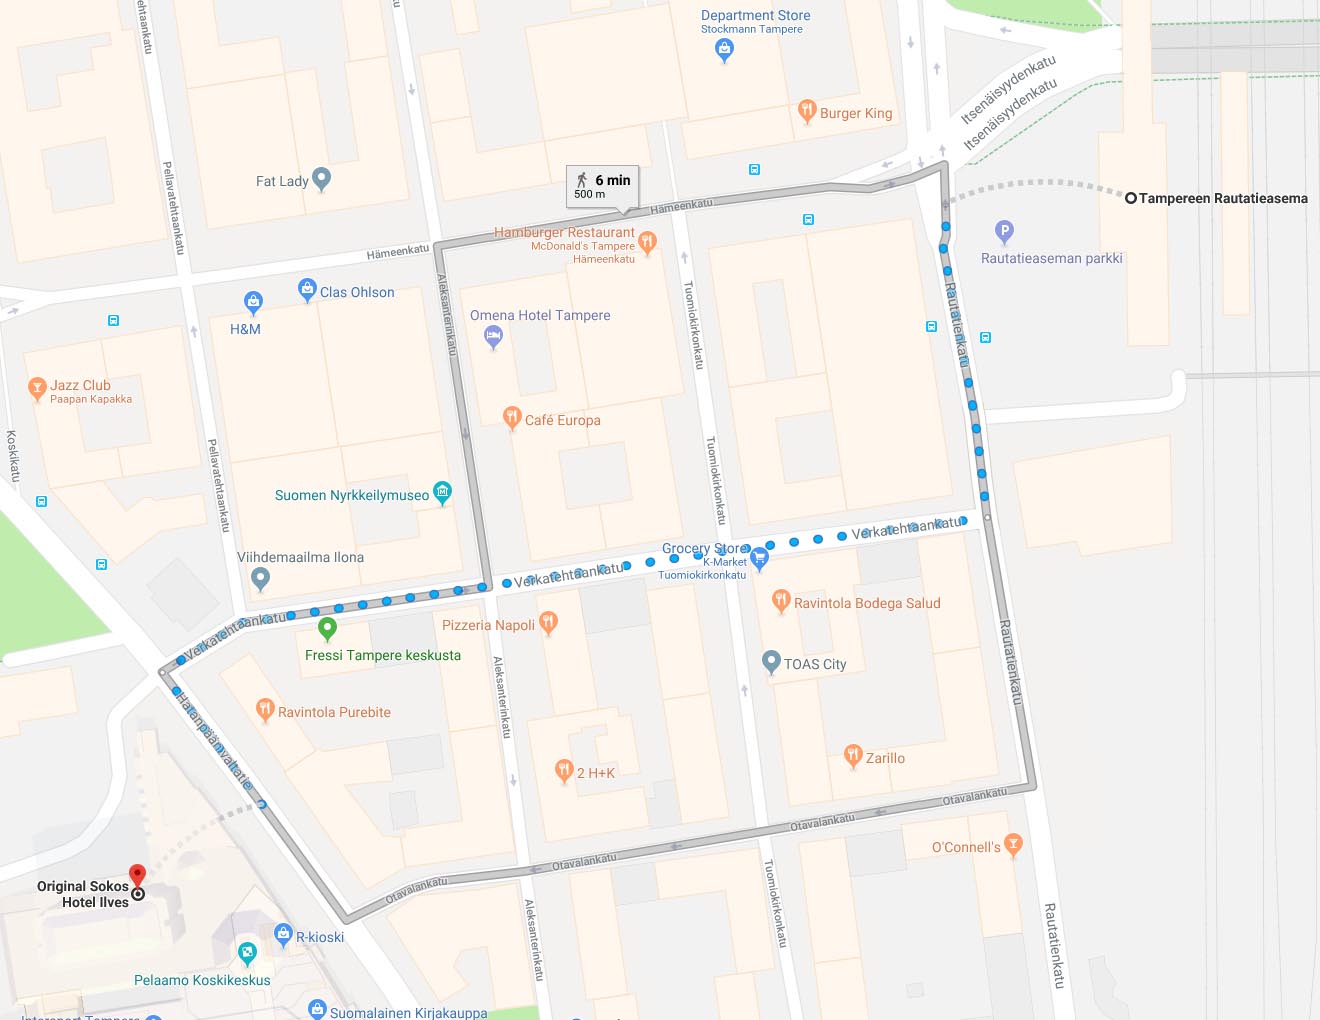 Department Store
Stockmann Tampere
Itsenäisyydenkatu
Itsenäisyydenkatu
Burger King
Pellavatehtaankatu
Fat Lady
6 min
500 m
Tampereen Rautatieasema
Hämeenkatu
Hämeenkatu
Hamburger Restaurant
McDonald's Tampere
Hämeenkatu
P
Rautatieaseman parkki
Clas Ohlson
H&M
Aleksanterinkatu
Tuomiokirkonkatu
Rautatienkatu
Omena Hotel Tampere
Jazz Club
Paapan Kapakka
Café Europa
Koskikatu
Pellavatehtaankatu
Tuomiokirkonkatu
Suomen Nyrkkeilymuseo
Verkatehtaankatu
Viihdemaailma Ilona
Grocery Store
K-Market
Tuomiokirkonkatu
Verkatehtaankatu
Ravintola Bodega Salud
Verkatehtaankatu
Pizzeria Napoli
Fressi Tampere keskusta
Rautatienkatu
TOAS City
Aleksanterinkatu
Hatanpään valtatie
Ravintola Purebite
Zarillo
2 H+K
Otavalankatu
Otavalankatu
O'Connell's
Otavalankatu
Otavalankatu
Original Sokos
Hotel Ilves
Tuomiokirkonkatu
Aleksanterinkatu
Rautatienkatu
R-kioski
Pelaamo Koskikeskus
Suomalainen Kirjakauppa